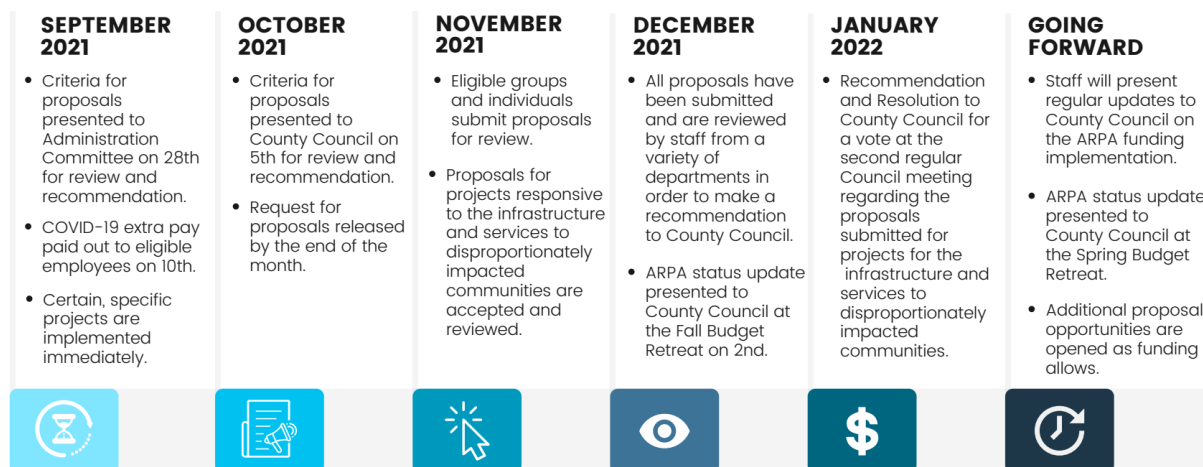 SEPTEMBER
2021
• Criteria for
proposals
presented to
Administration
Committee on 28th
for review and
recommendation.
• COVID-19 extra pay
paid out to eligible
employees on 10th.
• Certain, specific
projects are
implemented
immediately.
OCTOBER
2021
• Criteria for
proposals
presented to
County Council on
5th for review and
recommendation.
• Request for
proposals released
by the end of the
month.
NOVEMBER
2021
• Eligible groups
and individuals
submit proposals
for review.
• Proposals for
projects responsive
to the infrastructure
and services to
disproportionately
impacted
communities are
accepted and
reviewed.
DECEMBER
2021
• All proposals have
been submitted
and are reviewed
by staff from a
variety of
departments in
order to make a
recommendation
to County Council.
• ARPA status update
presented to
County Council at
the Fall Budget
Retreat on 2nd.
JANUARY
2022
• Recommendation
and Resolution to
County Council for
a vote at the
second regular
Council meeting
regarding the
proposals
submitted for
projects for the
infrastructure and
services to
disproportionately
impacted
communities.
GOING
FORWARD
• Staff will present
regular updates to
County Council on
the ARPA funding
implementation.
• ARPA status update
presented to
County Council at
the Spring Budget
Retreat.
• Additional proposal
opportunities are
opened as funding
allows.
$